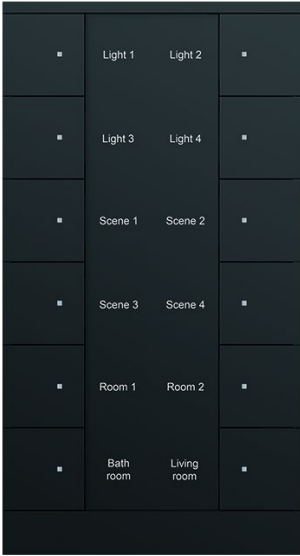 Light 1 Light 2
Light 3 Light 4
Scene 1 Scene 2
Scene 3 Scene 4
Room 1 Room 2
Bath Living
room room